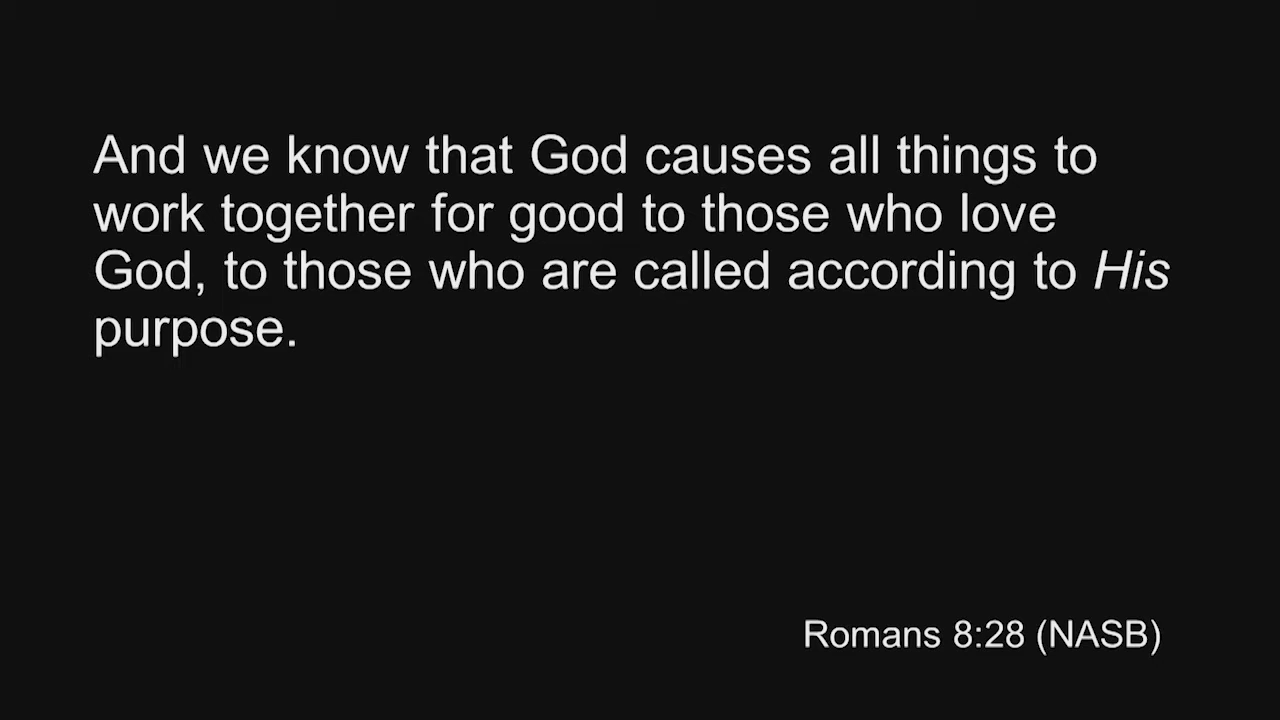 And we know that God causes all things to
work together for good to those who love
God, to those who are called according to His
purpose.
Romans 8:28 (NASB)